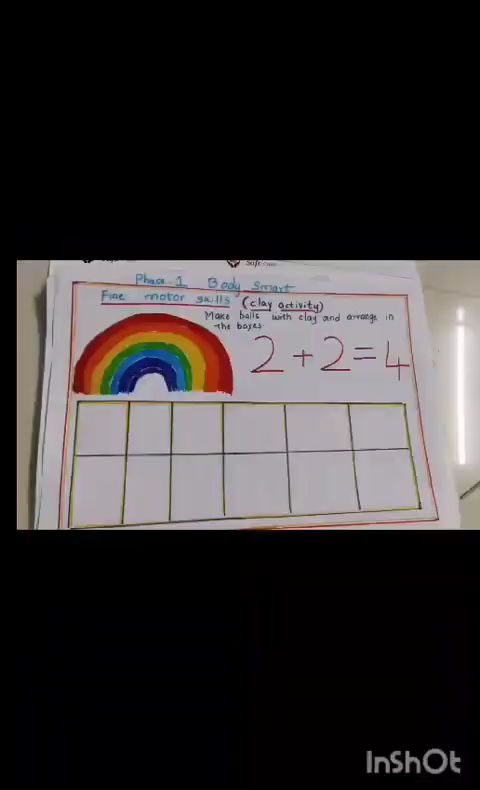 Phase-1 Body Smart
Fine motor skills (clay activity)
Make balls with clay and arrange in
the boxes
2+2=4
InShOt